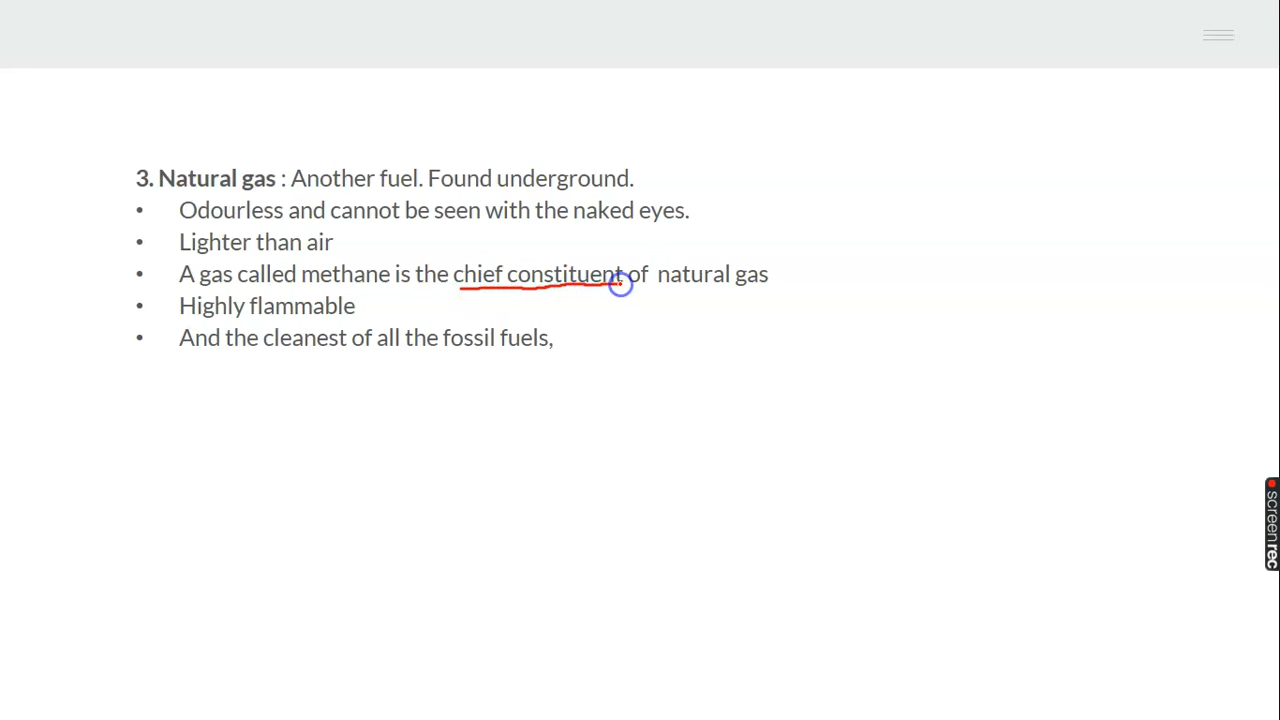 3. Natural gas : Another fuel. Found underground.
• Odourless and cannot be seen with the naked eyes.
• Lighter than air
• A gas called methane is the chief constituent of natural gas
• Highly flammable
• And the cleanest of all the fossil fuels,
screenrec